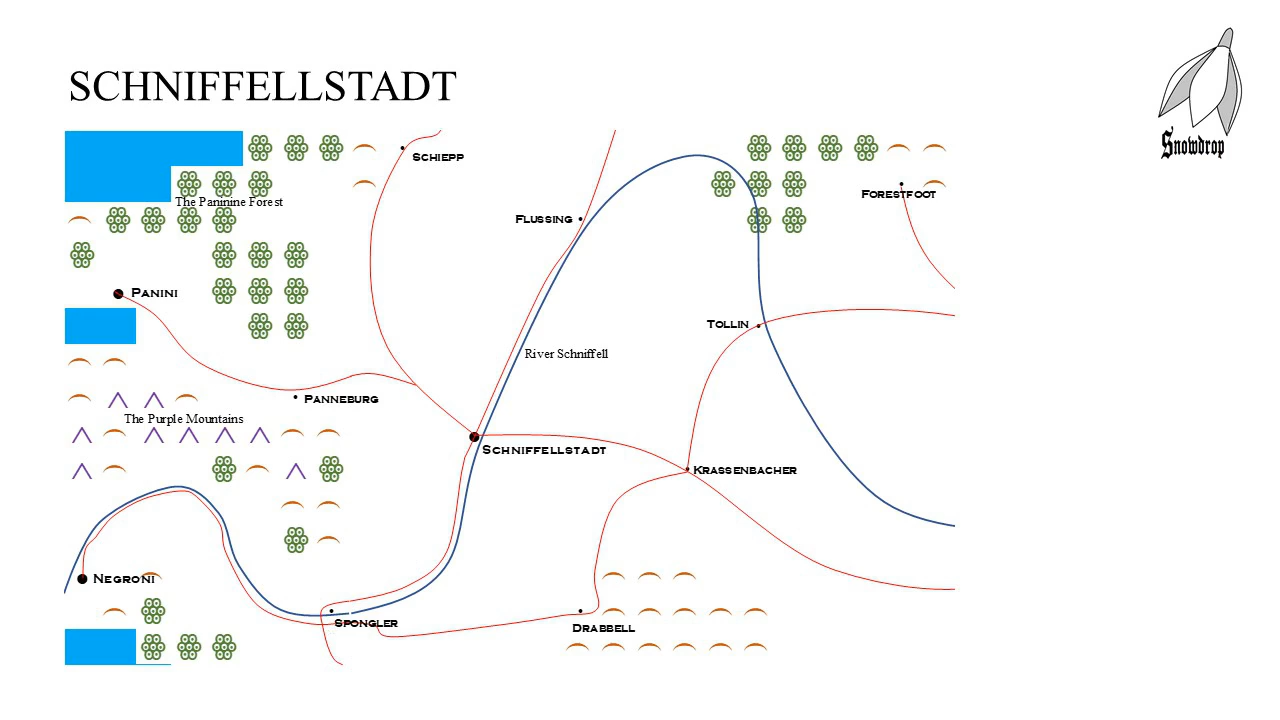 SCHNIFFELLSTADT
Snowdrop
Schiepp
Forestfoot
The Paninine Forest
Flussing
Panini
Tollin
River Schniffell
Panneburg
The Purple Mountains
Schniffellstadt
Krassenbacher
Negroni
Spongler
Drabbell